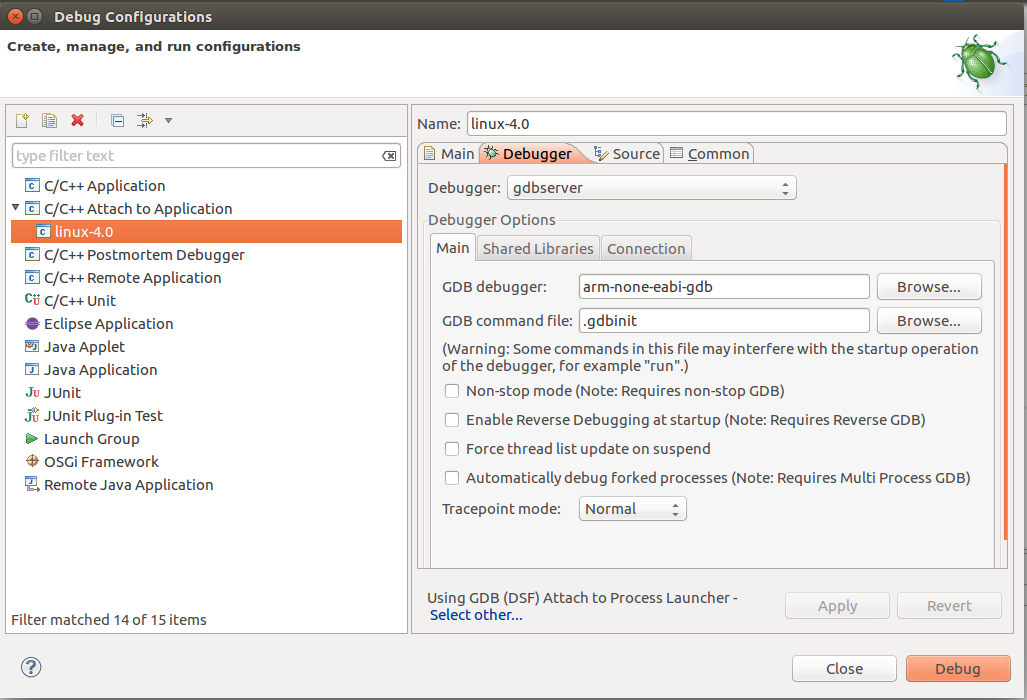 Debug Configurations
Create, manage, and run configurations
type filter text
C/C++ Application
C/C++ Attach to Application
linux-4.0
C/C++ Postmortem Debugger
C/C++ Remote Application
C/C++ Unit
Eclipse Application
Java Applet
Java Application
JUnit
JUnit Plug-in Test
Launch Group
OSGi Framework
Remote Java Application
Filter matched 14 of 15 items
Name: linux-4.0
Main Debugger Source Common
Debugger: gdbserver
Debugger Options
Main Shared Libraries Connection
GDB debugger: arm-none-eabi-gdb Browse...
GDB command file: .gdbinit Browse...
(Warning: Some commands in this file may interfere with the startup operation
of the debugger, for example "run".)
Non-stop mode (Note: Requires non-stop GDB)
Enable Reverse Debugging at startup (Note: Requires Reverse GDB)
Force thread list update on suspend
Automatically debug forked processes (Note: Requires Multi Process GDB)
Tracepoint mode: Normal
Using GDB (DSF) Attach to Process Launcher -
Select other...
Apply Revert
Close Debug